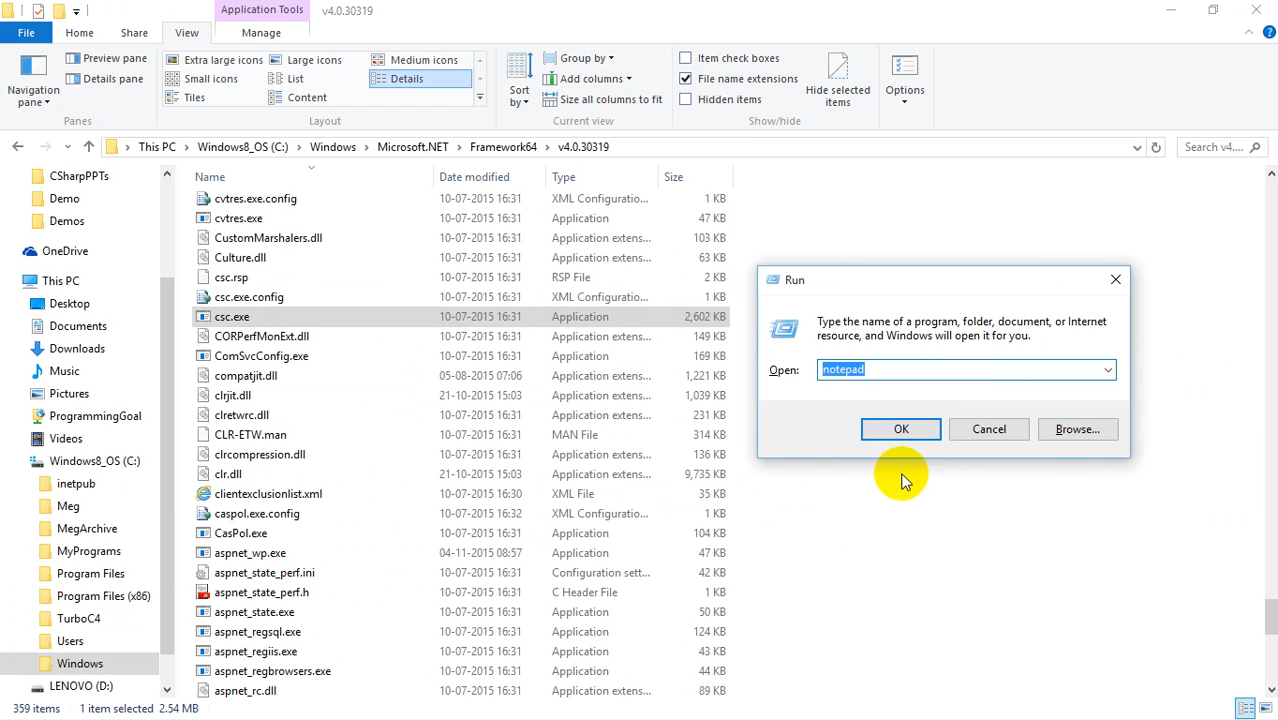 Application Tools
v4.0.30319
File
Home
Share
View
Manage
Navigation pane
Preview pane
Details pane
Panes
Extra large icons
Large icons
Medium icons
Small icons
List
Details
Tiles
Content
Layout
Sort by
Group by
Add columns
Size all columns to fit
Current view
Item check boxes
File name extensions
Hidden items
Hide selected items
Show/hide
Options
This PC
Windows8_OS (C:)
Windows
Microsoft.NET
Framework64
v4.0.30319
Search v4....
CSharpPPTs
Demo
Demos
OneDrive
This PC
Desktop
Documents
Downloads
Music
Pictures
ProgrammingGoal
Videos
Windows8_OS (C:)
inetpub
Meg
MegArchive
MyPrograms
Program Files
Program Files (x86)
TurboC4
Users
Windows
LENOVO (D:)
Name Date modified Type Size
cvtres.exe.config 10-07-2015 16:31 XML Configuratio... 1 KB
cvtres.exe 10-07-2015 16:31 Application 47 KB
CustomMarshalers.dll 10-07-2015 16:31 Application extens... 103 KB
Culture.dll 10-07-2015 16:31 Application extens... 63 KB
csc.rsp 10-07-2015 16:31 RSP File 2 KB
csc.exe.config 10-07-2015 16:31 XML Configuratio... 1 KB
csc.exe 10-07-2015 16:31 Application 2,602 KB
CORPerfMonExt.dll 10-07-2015 16:31 Application extens... 149 KB
ComSvcConfig.exe 10-07-2015 16:31 Application 169 KB
compatjit.dll 05-08-2015 07:06 Application extens... 1,221 KB
clrjit.dll 21-10-2015 15:03 Application extens... 1,039 KB
clretwrc.dll 10-07-2015 16:31 Application extens... 231 KB
CLR-ETW.man 10-07-2015 16:31 MAN File 314 KB
clrcompression.dll 10-07-2015 16:31 Application extens... 136 KB
clr.dll 21-10-2015 15:03 Application extens... 9,735 KB
clientexclusionlist.xml 10-07-2015 16:30 XML File 35 KB
caspol.exe.config 10-07-2015 16:32 XML Configuratio... 1 KB
CasPol.exe 10-07-2015 16:31 Application 104 KB
aspnet_wp.exe 04-11-2015 08:57 Application 47 KB
aspnet_state_perf.ini 10-07-2015 16:31 Configuration sett... 42 KB
aspnet_state_perf.h 10-07-2015 16:31 C Header File 1 KB
aspnet_state.exe 10-07-2015 16:31 Application 50 KB
aspnet_regsql.exe 10-07-2015 16:31 Application 124 KB
aspnet_regiis.exe 10-07-2015 16:31 Application 43 KB
aspnet_regbrowsers.exe 10-07-2015 16:31 Application 44 KB
aspnet_rc.dll 10-07-2015 16:31 Application extens... 89 KB
Run
Type the name of a program, folder, document, or Internet
resource, and Windows will open it for you.
Open: notepad
OK
Cancel
Browse...
359 items 1 item selected 2.54 MB